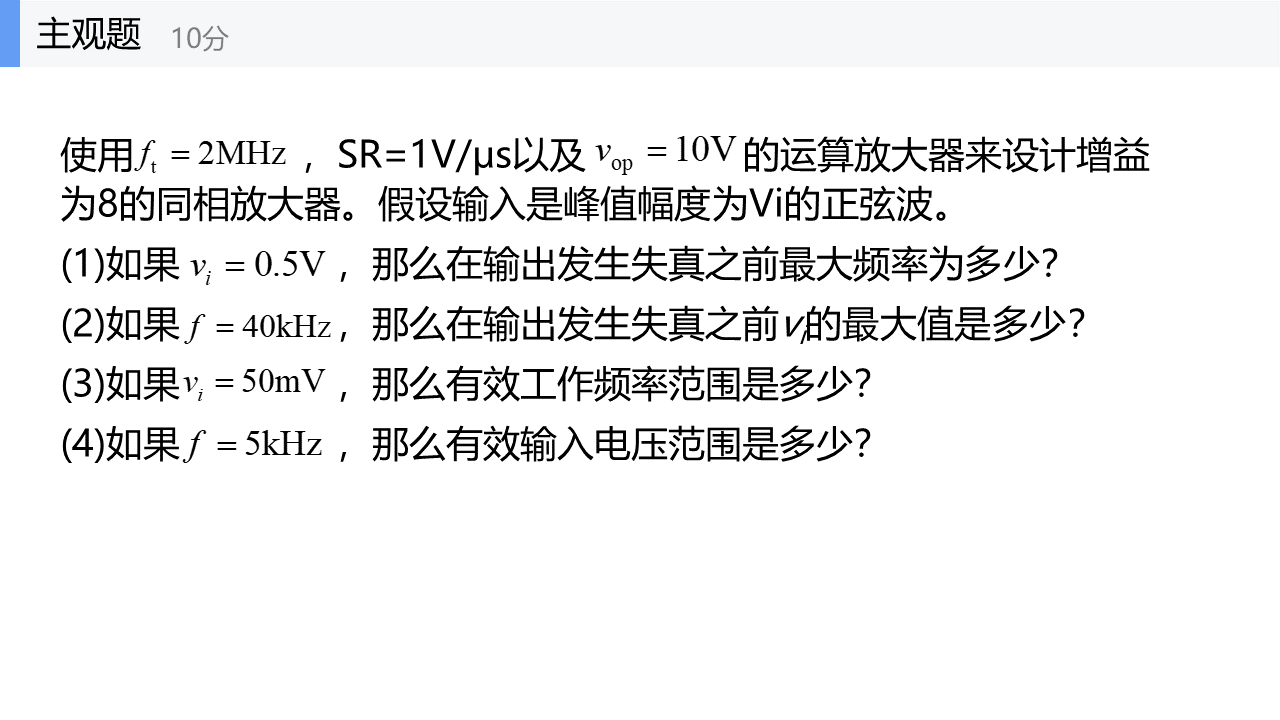 主观题 10分
使用f_t = 2MHz ，SR=1V/μs以及 v_op = 10V 的运算放大器来设计增益
为8的同相放大器。假设输入是峰值幅度为Vi的正弦波。
(1)如果 v_i = 0.5V ，那么在输出发生失真之前最大频率为多少?
(2)如果 f = 40kHz ，那么在输出发生失真之前v_i的最大值是多少?
(3)如果 v_i = 50mV ，那么有效工作频率范围是多少?
(4)如果 f = 5kHz ，那么有效输入电压范围是多少?